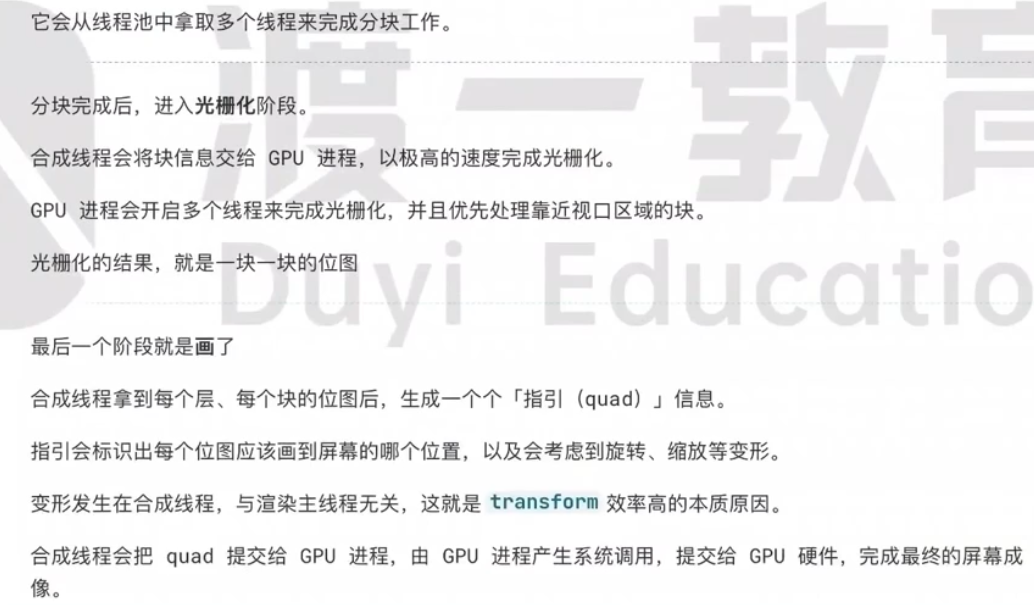 它会从线程池中拿取多个线程来完成分块工作。
分块完成后，进入光栅化阶段。
合成线程会将块信息交给 GPU 进程，以极高的速度完成光栅化。
GPU 进程会开启多个线程来完成光栅化，并且优先处理靠近视口区域的块。
光栅化的结果，就是一块一块的位图
最后一个阶段就是画了
合成线程拿到每个层、每个块的位图后，生成一个个「指引（quad）」信息。
指引会标识出每个位图应该画到屏幕的哪个位置，以及会考虑到旋转、缩放等变形。
变形发生在合成线程，与渲染主线程无关，这就是 transform 效率高的本质原因。
合成线程会把 quad 提交给 GPU 进程，由 GPU 进程产生系统调用，提交给 GPU 硬件，完成最终的屏幕成
像。
渡一教育
Duyi Educatio